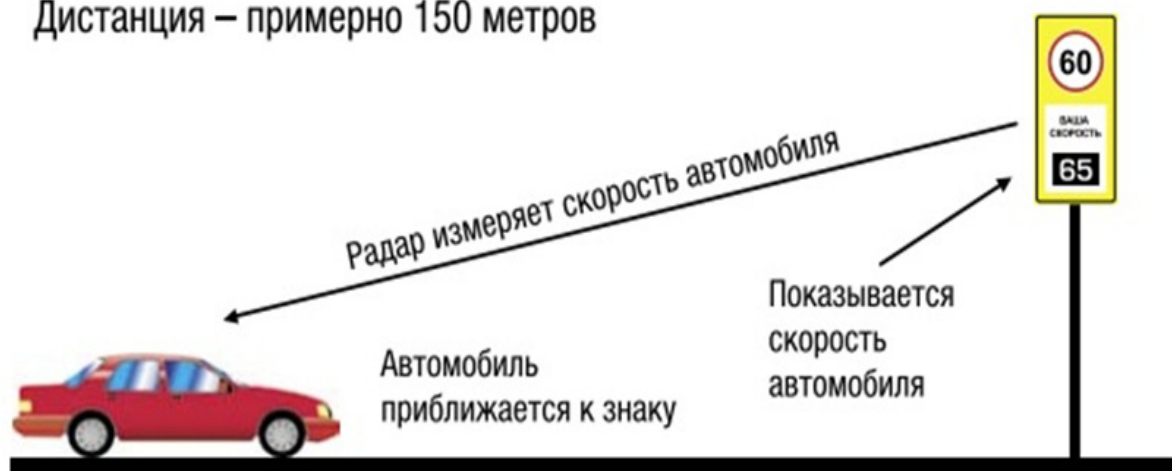 Дистанция – примерно 150 метров
60
ВАША
СКОРОСТЬ
65
Радар измеряет скорость автомобиля
Показывается
скорость
автомобиля
Автомобиль
приближается к знаку